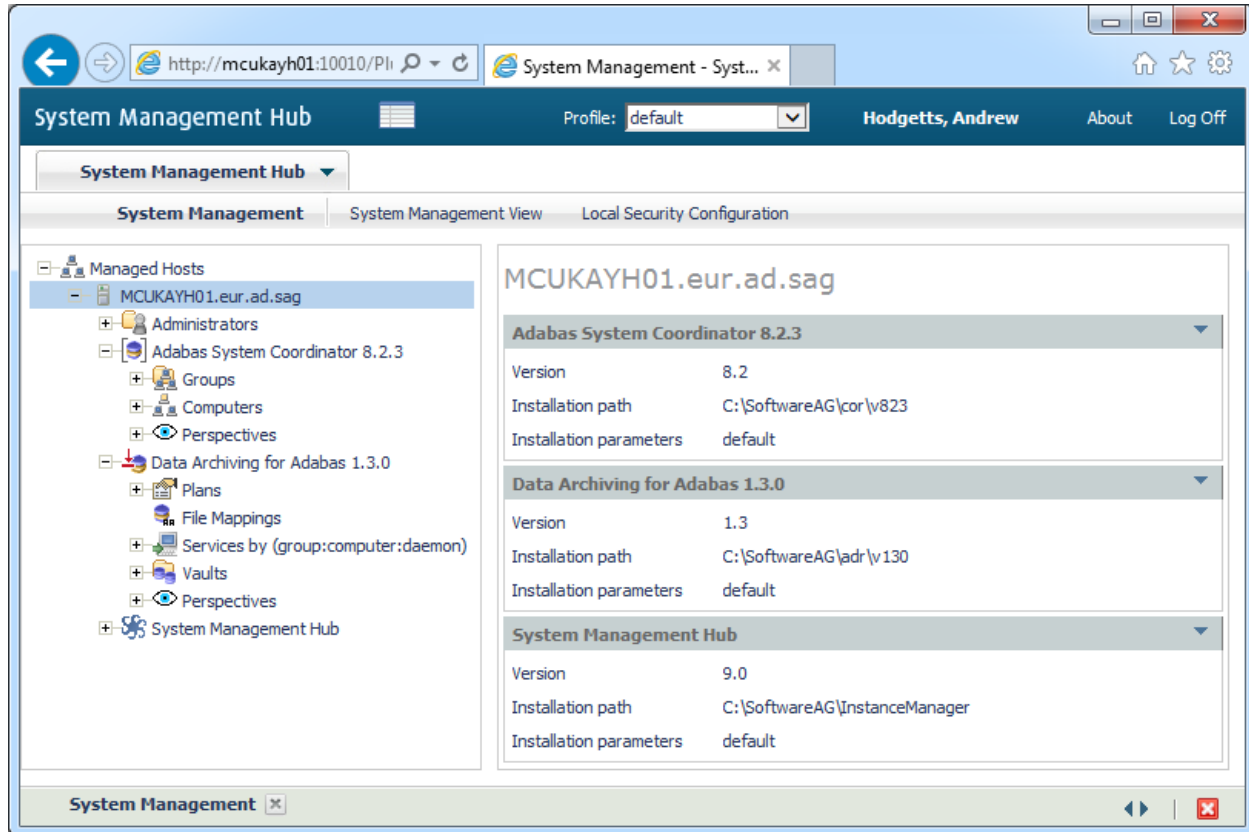 http://mcukayh01:10010/Pl
System Management - Syst...
System Management Hub
Profile: default
Hodgetts, Andrew
About
Log Off
System Management Hub
System Management
System Management View
Local Security Configuration
Managed Hosts
MCUKAYH01.eur.ad.sag
Administrators
Adabas System Coordinator 8.2.3
Groups
Computers
Perspectives
Data Archiving for Adabas 1.3.0
Plans
File Mappings
Services by (group:computer:daemon)
Vaults
Perspectives
System Management Hub
MCUKAYH01.eur.ad.sag
Adabas System Coordinator 8.2.3
Version 8.2
Installation path C:\SoftwareAG\cor\v823
Installation parameters default
Data Archiving for Adabas 1.3.0
Version 1.3
Installation path C:\SoftwareAG\adr\v130
Installation parameters default
System Management Hub
Version 9.0
Installation path C:\SoftwareAG\InstanceManager
Installation parameters default
System Management